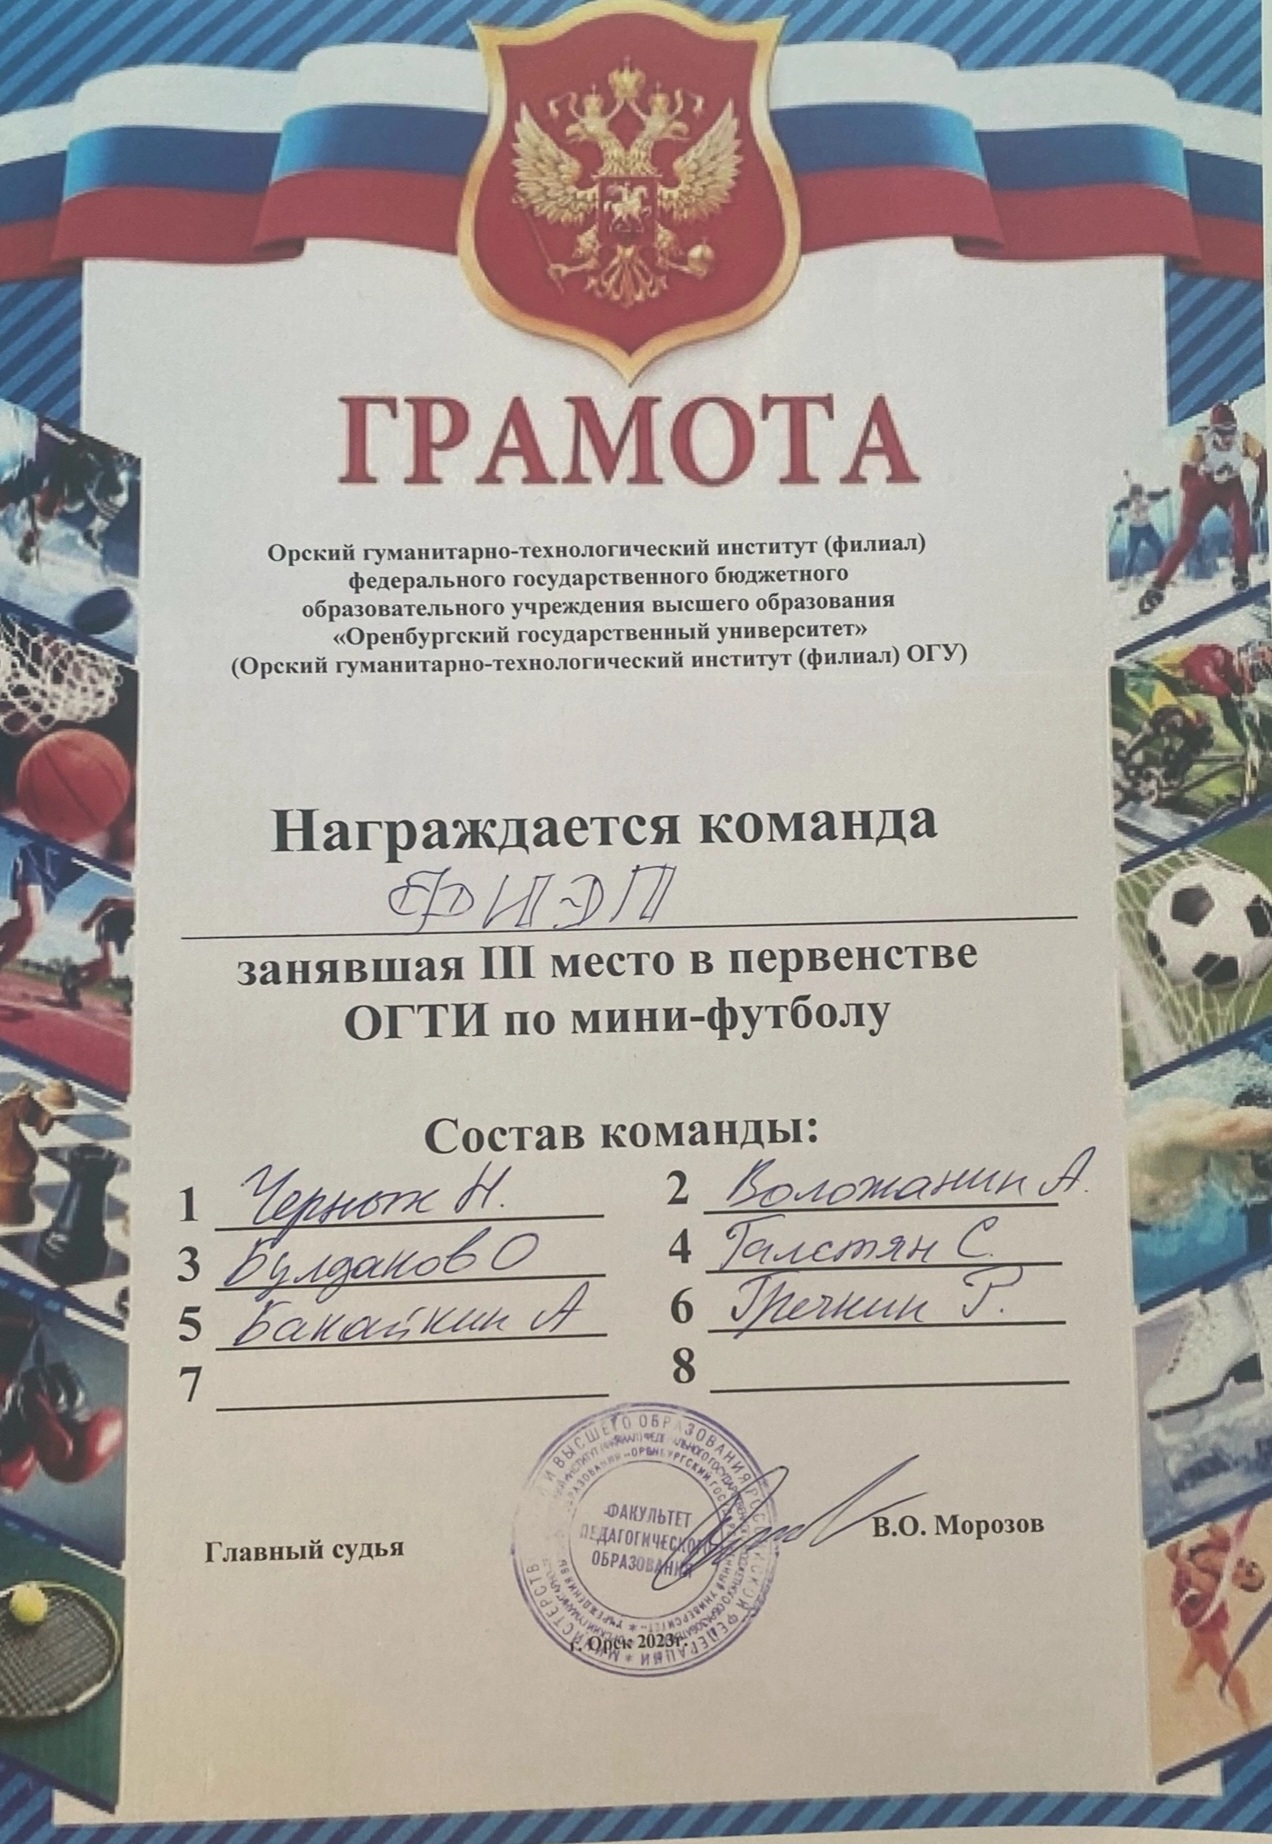 ГРАМОТА
Орский гуманитарно-технологический институт (филиал)
федерального государственного бюджетного
образовательного учреждения высшего образования
«Оренбургский государственный университет»
(Орский гуманитарно-технологический институт (филиал) ОГУ)
Награждается команда
ФИЭП
занявшая III место в первенстве
ОГТИ по мини-футболу
Состав команды:
1 Черных Н. 2 Воложанин А.
3 Булдаков О 4 Галстян С.
5 Бакайкин А 6 Гречкин Р.
7 8
ФАКУЛЬТЕТ
ПЕДАГОГИЧЕСКОГО
ОБРАЗОВАНИЯ
Главный судья В.О. Морозов
г. Орск 2023г.